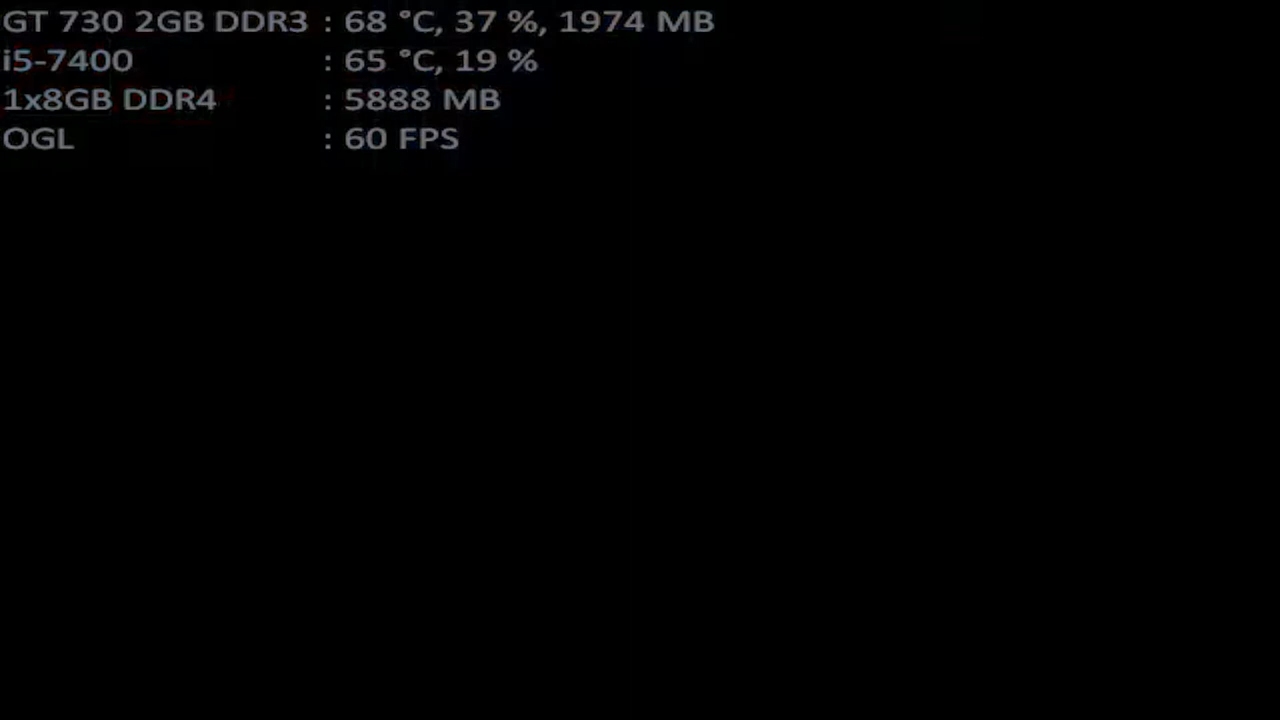 GT 730 2GB DDR3 : 68 °C, 37 %, 1974 MB
i5-7400 : 65 °C, 19 %
1x8GB DDR4 : 5888 MB
OGL : 60 FPS